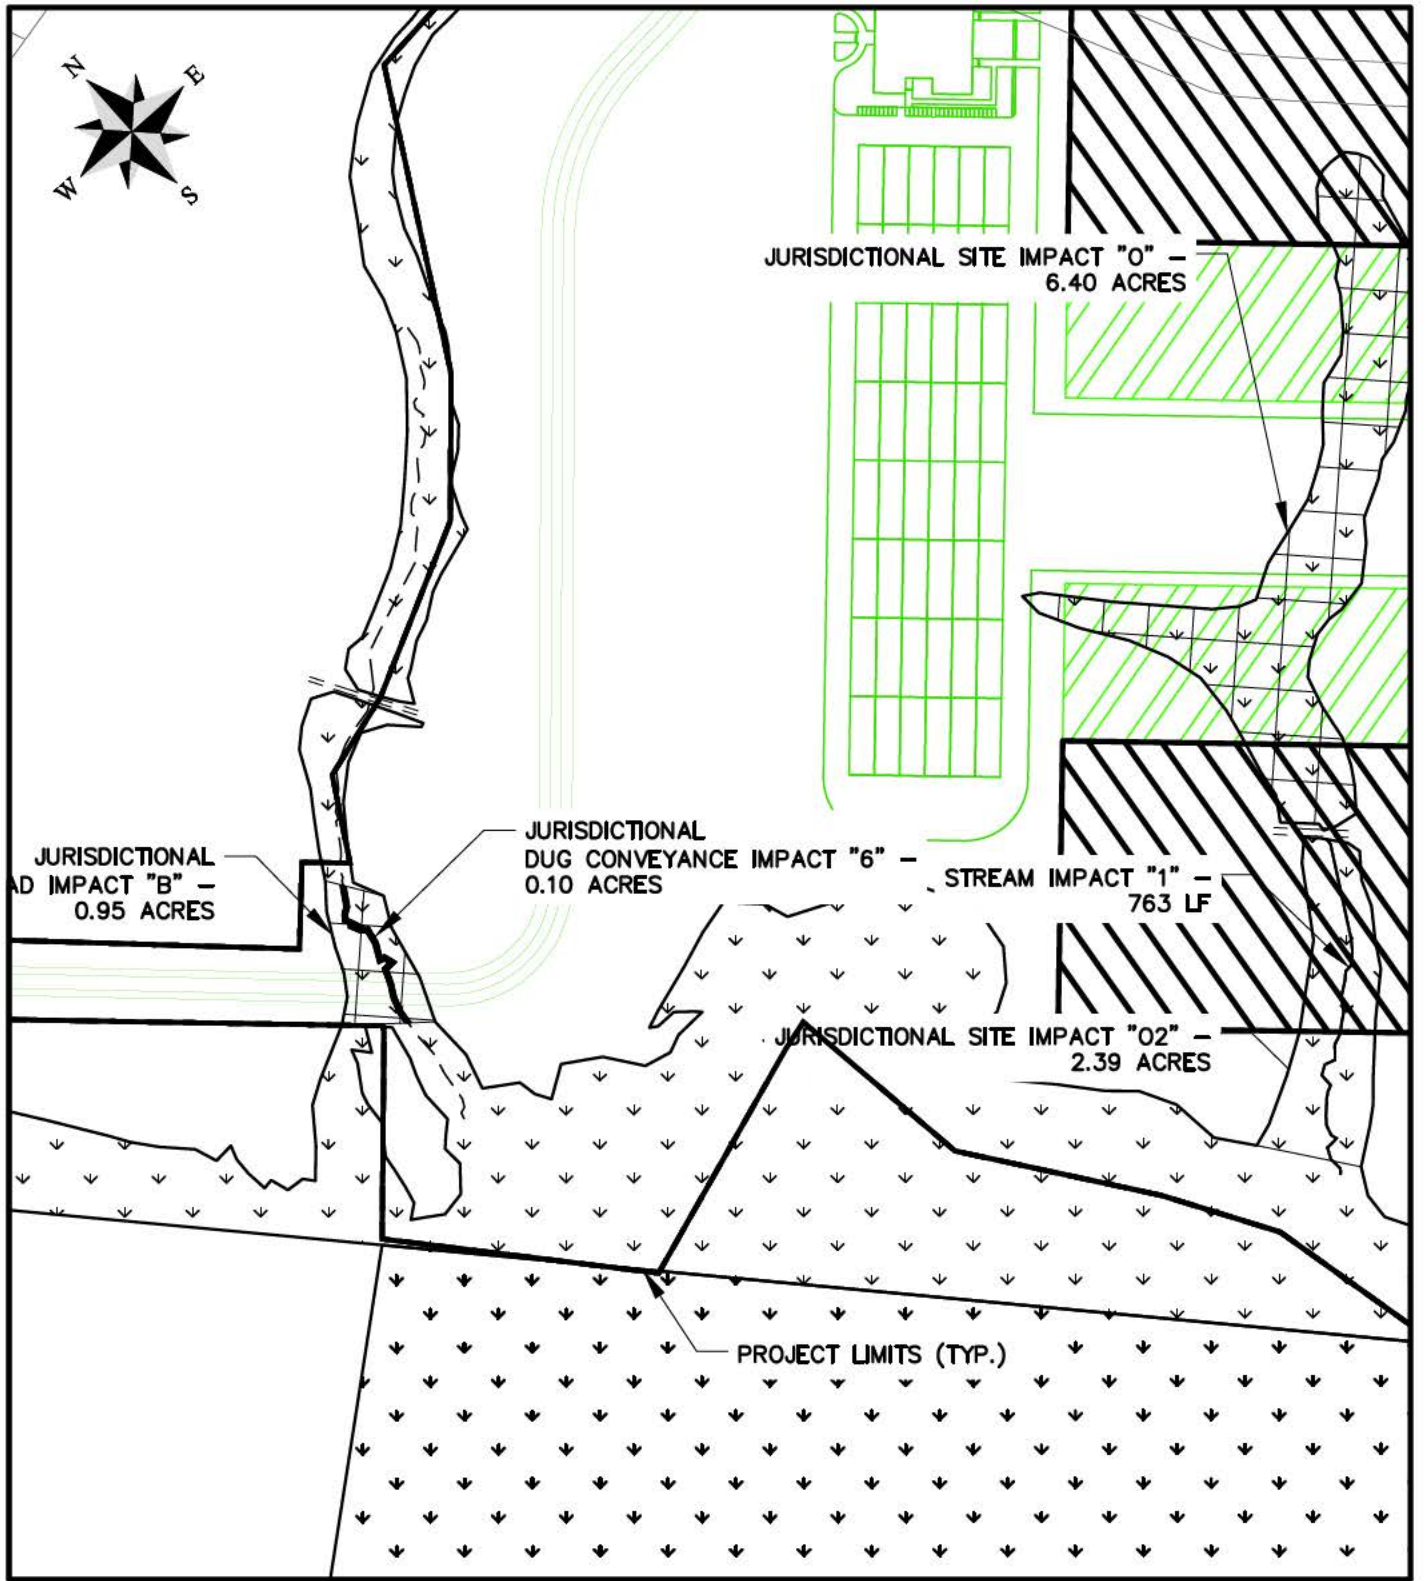 N
E
W
S
JURISDICTIONAL SITE IMPACT "O" –
6.40 ACRES
JURISDICTIONAL
AD IMPACT "B" –
0.95 ACRES
JURISDICTIONAL
DUG CONVEYANCE IMPACT "6" –
0.10 ACRES
STREAM IMPACT "1" –
763 LF
JURISDICTIONAL SITE IMPACT "O2" –
2.39 ACRES
PROJECT LIMITS (TYP.)